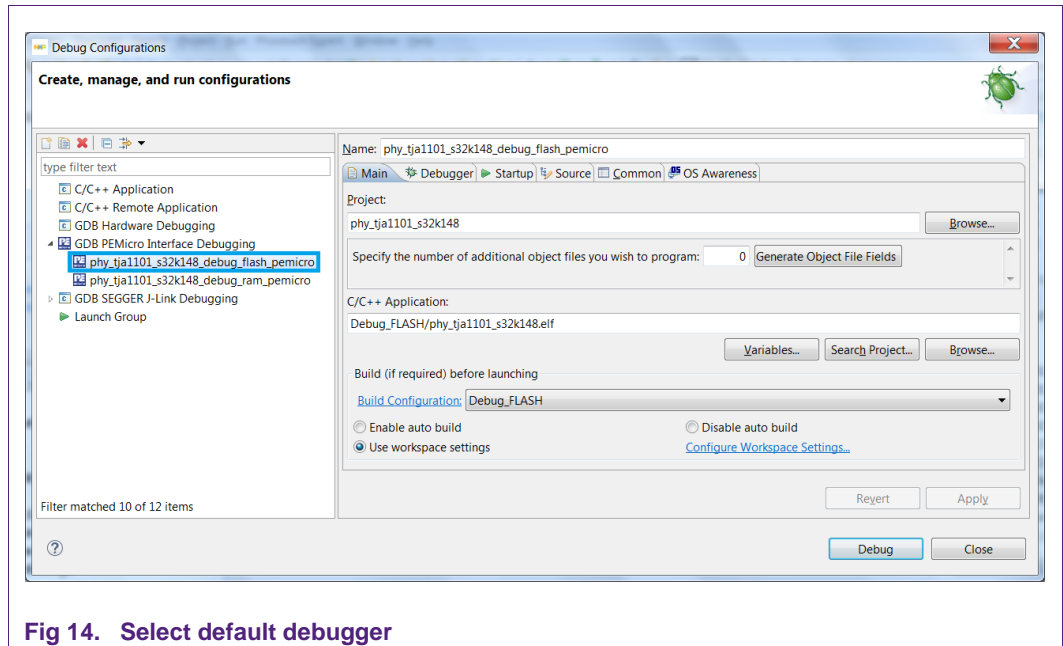 Debug Configurations
X
Create, manage, and run configurations
type filter text
C/C++ Application
C/C++ Remote Application
GDB Hardware Debugging
GDB PEMicro Interface Debugging
phy_tja1101_s32k148_debug_flash_pemicro
phy_tja1101_s32k148_debug_ram_pemicro
GDB SEGGER J-Link Debugging
Launch Group
Filter matched 10 of 12 items
Name: phy_tja1101_s32k148_debug_flash_pemicro
Main Debugger Startup Source Common OS Awareness
Project:
phy_tja1101_s32k148 Browse...
Specify the number of additional object files you wish to program: 0 Generate Object File Fields
C/C++ Application:
Debug_FLASH/phy_tja1101_s32k148.elf
Variables... Search Project... Browse...
Build (if required) before launching
Build Configuration: Debug_FLASH
Enable auto build Disable auto build
Use workspace settings Configure Workspace Settings...
Revert Apply
? Debug Close
Fig 14. Select default debugger